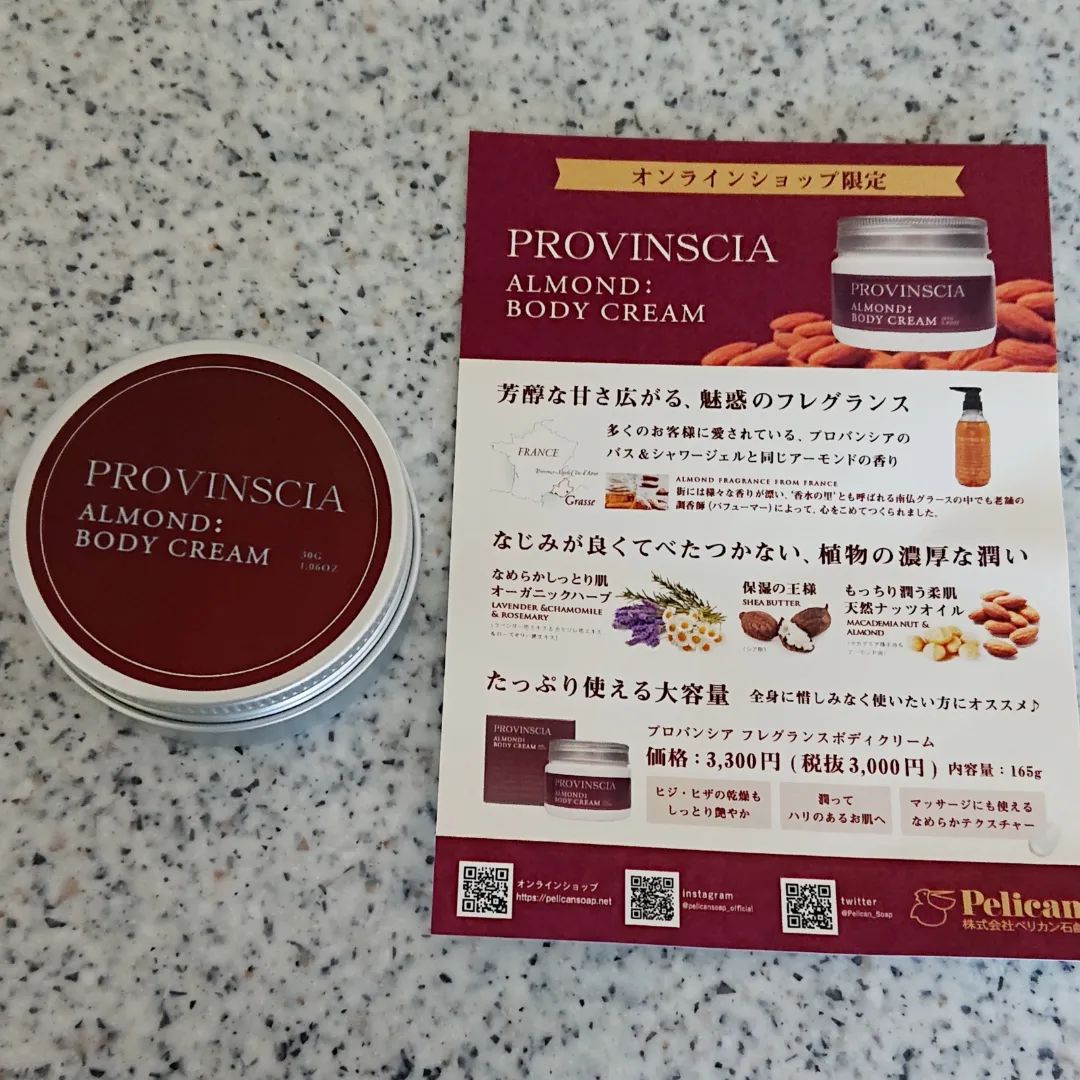 PROVINSCIA
ALMOND:
BODY CREAM
30G
1.06OZ
オンラインショップ限定
PROVINSCIA
ALMOND:
BODY CREAM
PROVINSCIA
ALMOND:
BODY CREAM
芳醇な甘さ広がる、魅惑のフレグランス
多くのお客様に愛されている、プロバンシアの
バス&シャワージェルと同じアーモンドの香り
FRANCE
Grasse
ALMOND FRAGRANCE FROM FRANCE
街には様々な香りが漂い、'香水の里'とも呼ばれる南仏グラースの中でも老舗の
調香師(パフューマー)によって、心をこめてつくられました。
なじみが良くてべたつかない、植物の濃厚な潤い
なめらかしっとり肌
オーガニックハーブ
LAVENDER &CHAMOMILE
& ROSEMARY
保湿の王様
SHEA BUTTER
もっちり潤う柔肌
天然ナッツオイル
MACADEMIA NUT &
ALMOND
たっぷり使える大容量 全身に惜しみなく使いたい方にオススメ♪
PROVINSCIA
ALMOND:
BODY CREAM
PROVINSCIA
ALMOND:
BODY CREAM
プロバンシア フレグランスボディクリーム
価格:3,300円(税抜3,000円) 内容量:165g
ヒジ・ヒザの乾燥も
しっとり艶やか
潤って
ハリのあるお肌へ
マッサージにも使える
なめらかテクスチャー
オンラインショップ
https://pelicansoap.net
instagram
@pelicansoap_official
twitter
@Pelican_Soap
Pelican
株式会社ペリカン石鹸